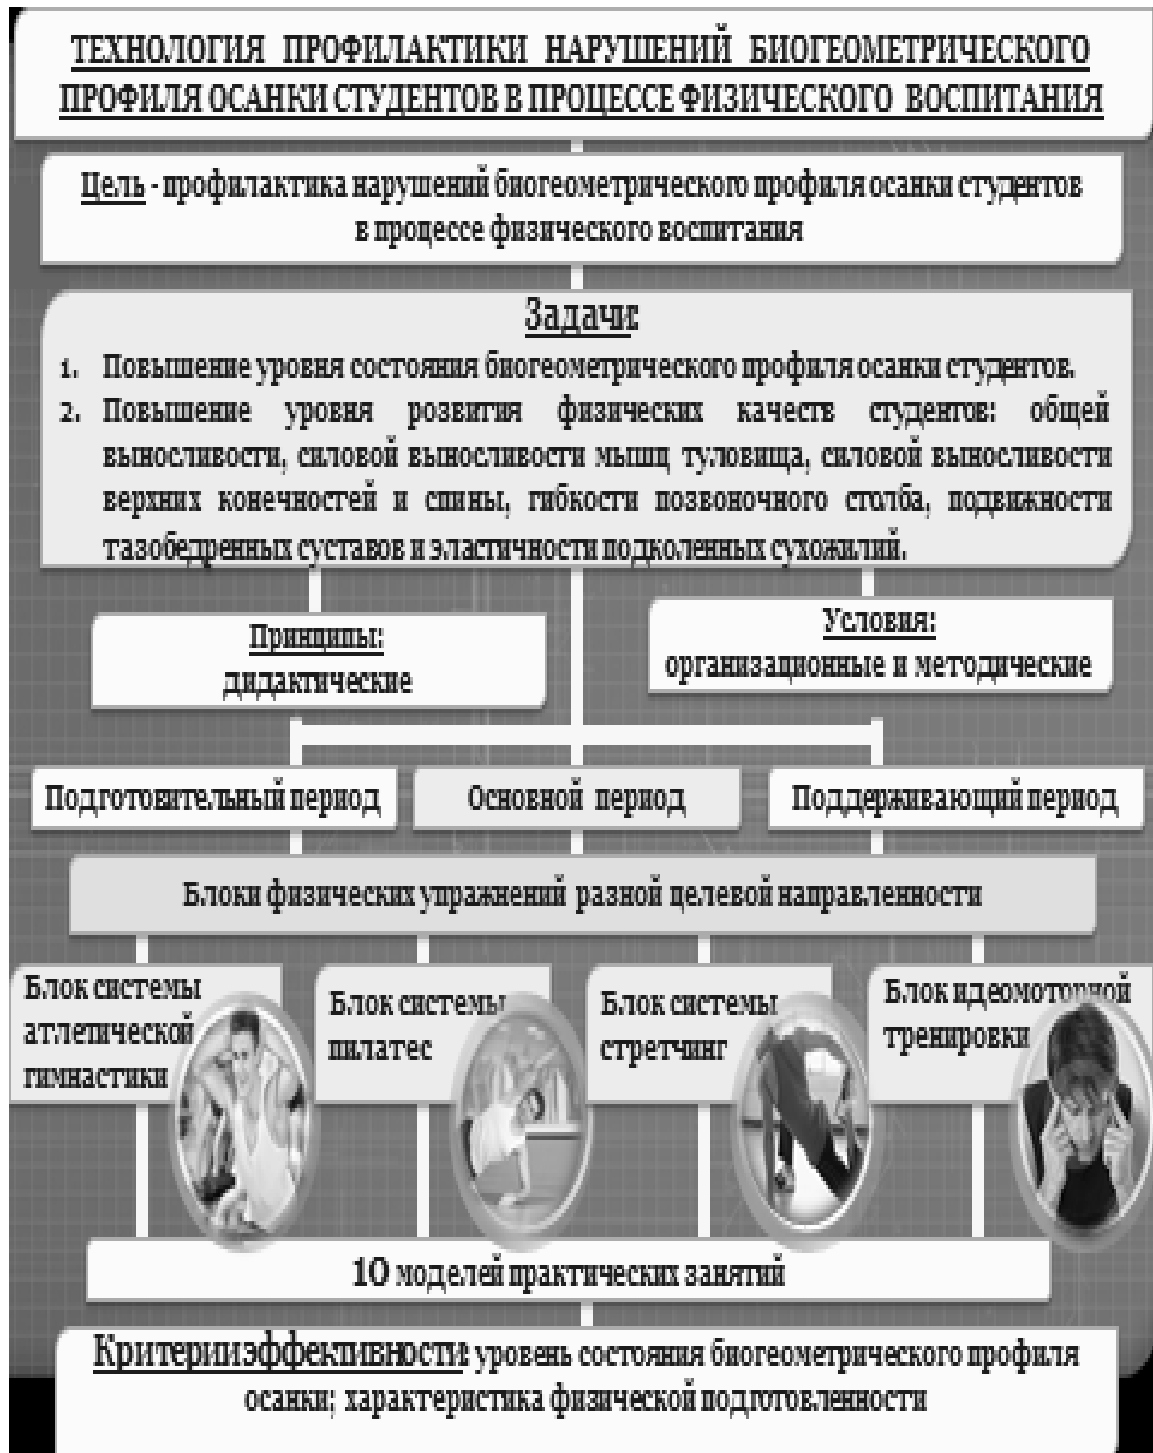 ТЕХНОЛОГИЯ ПРОФИЛАКТИКИ НАРУШЕНИЙ БИОГЕОМЕТРИЧЕСКОГО
ПРОФИЛЯ ОСАНКИ СТУДЕНТОВ В ПРОЦЕССЕ ФИЗИЧЕСКОГО ВОСПИТАНИЯ
Цель - профилактика нарушений биогеометрического профиля осанки студентов
в процессе физического воспитания
Задачи:
1. Повышение уровня состояния биогеометрического профиля осанки студентов.
2. Повышение уровня розвития физических качеств студентов: общей
выносливости, силовой выносливости мышц туловища, силовой выносливости
верхних конечностей и спины, гибкости позвоночного столба, подвижности
тазобедренных суставов и эластичности подколенных сухожилий.
Принципы:
дидактические
Условия:
организационные и методические
Подготовительный период
Основной период
Поддерживающий период
Блоки физических упражнений разной целевой направленности
Блок системы
атлетической
гимнастики
Блок системы
пилатес
Блок системы
стретчинг
Блок идеомоторной
тренировки
10 моделей практических занятий
Критерии эффективности: уровень состояния биогеометрического профиля
осанки; характеристика физической подготовленности